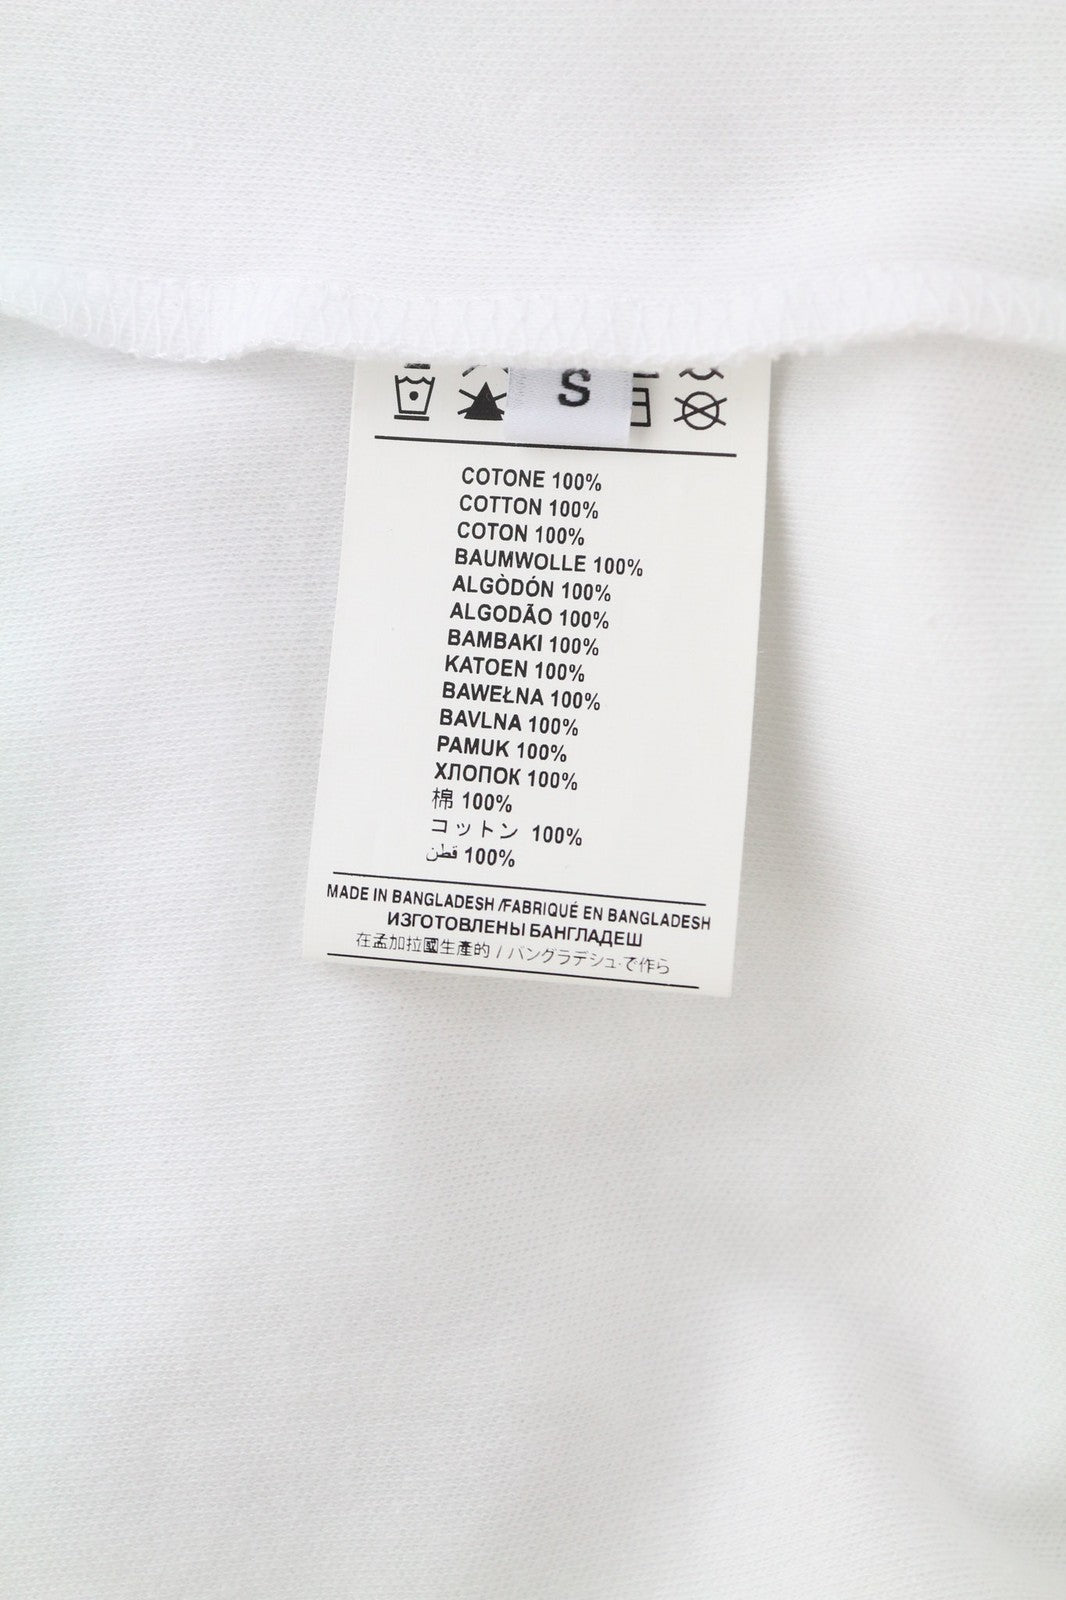 S
COTONE 100%
COTTON 100%
COTON 100%
BAUMWOLLE 100%
ALGÒDÓN 100%
ALGODÃO 100%
BAMBAKI 100%
KATOEN 100%
BAWEŁNA 100%
BAVLNA 100%
PAMUK 100%
ХЛОПОК 100%
棉 100%
コットン 100%
قطن 100%
MADE IN BANGLADESH /FABRIQUÉ EN BANGLADESH
ИЗГОТОВЛЕНЫ БАНГЛАДЕШ
在孟加拉國生產的 / バングラデシュで作ら